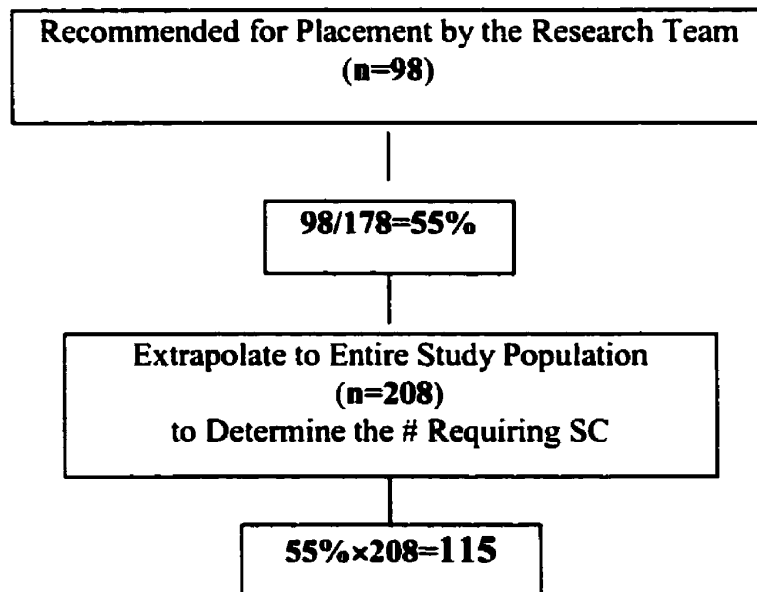 Recommended for Placement by the Research Team
(n=98)
98/178=55%
Extrapolate to Entire Study Population
(n=208)
to Determine the # Requiring SC
55%×208=115